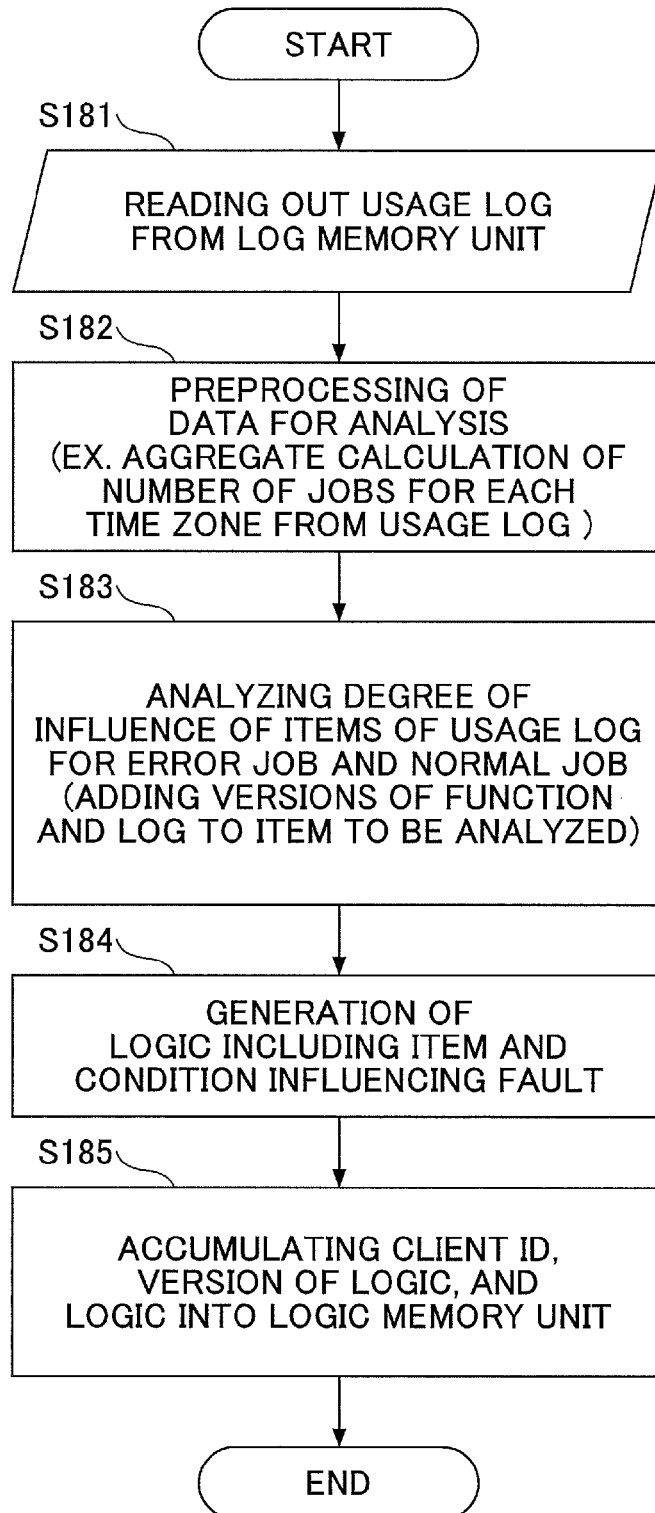 START
S181
READING OUT USAGE LOG
FROM LOG MEMORY UNIT
S182
PREPROCESSING OF
DATA FOR ANALYSIS
(EX. AGGREGATE CALCULATION OF
NUMBER OF JOBS FOR EACH
TIME ZONE FROM USAGE LOG )
S183
ANALYZING DEGREE OF
INFLUENCE OF ITEMS OF USAGE LOG
FOR ERROR JOB AND NORMAL JOB
(ADDING VERSIONS OF FUNCTION
AND LOG TO ITEM TO BE ANALYZED)
S184
GENERATION OF
LOGIC INCLUDING ITEM AND
CONDITION INFLUENCING FAULT
S185
ACCUMULATING CLIENT ID,
VERSION OF LOGIC, AND
LOGIC INTO LOGIC MEMORY UNIT
END